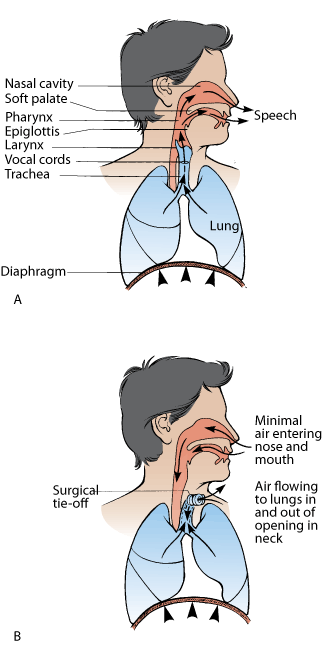 Nasal cavity
Soft palate
Pharynx
Epiglottis
Larynx
Vocal cords
Trachea
Speech
Lung
Diaphragm
A
Minimal
air entering
nose and
mouth
Surgical
tie-off
Air flowing
to lungs in
and out of
opening in
neck
B